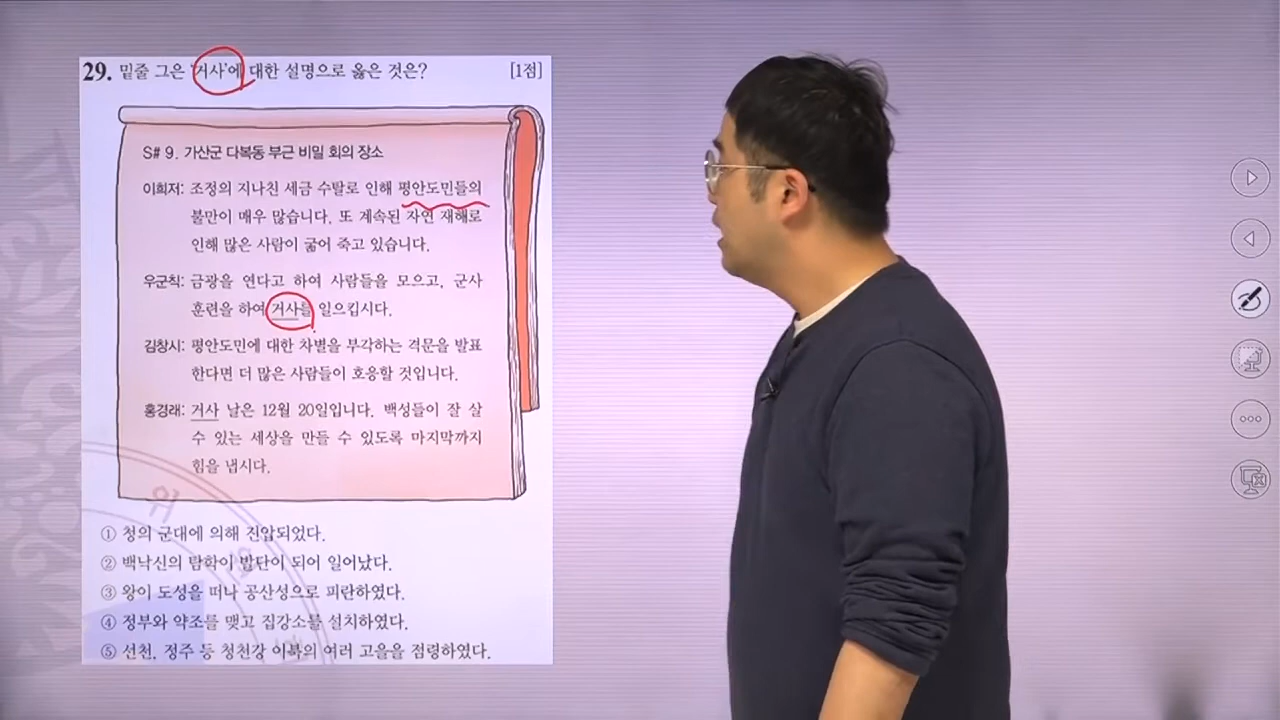 29. 밑줄 그은 '거사'에 대한 설명으로 옳은 것은? [1점]
S# 9. 가산군 다복동 부근 비밀 회의 장소
이희저: 조정의 지나친 세금 수탈로 인해 평안도민들의
불만이 매우 많습니다. 또 계속된 자연 재해로
인해 많은 사람이 굶어 죽고 있습니다.
우군칙: 금광을 연다고 하여 사람들을 모으고, 군사
훈련을 하여 거사를 일으킵시다.
김창시: 평안도민에 대한 차별을 부각하는 격문을 발표
한다면 더 많은 사람들이 호응할 것입니다.
홍경래: 거사 날은 12월 20일입니다. 백성들이 잘 살
수 있는 세상을 만들 수 있도록 마지막까지
힘을 냅시다.
① 청의 군대에 의해 진압되었다.
② 백낙신의 탐학이 발단이 되어 일어났다.
③ 왕이 도성을 떠나 공산성으로 피란하였다.
④ 정부와 약조를 맺고 집강소를 설치하였다.
⑤ 선천, 정주 등 청천강 이북의 여러 고을을 점령하였다.